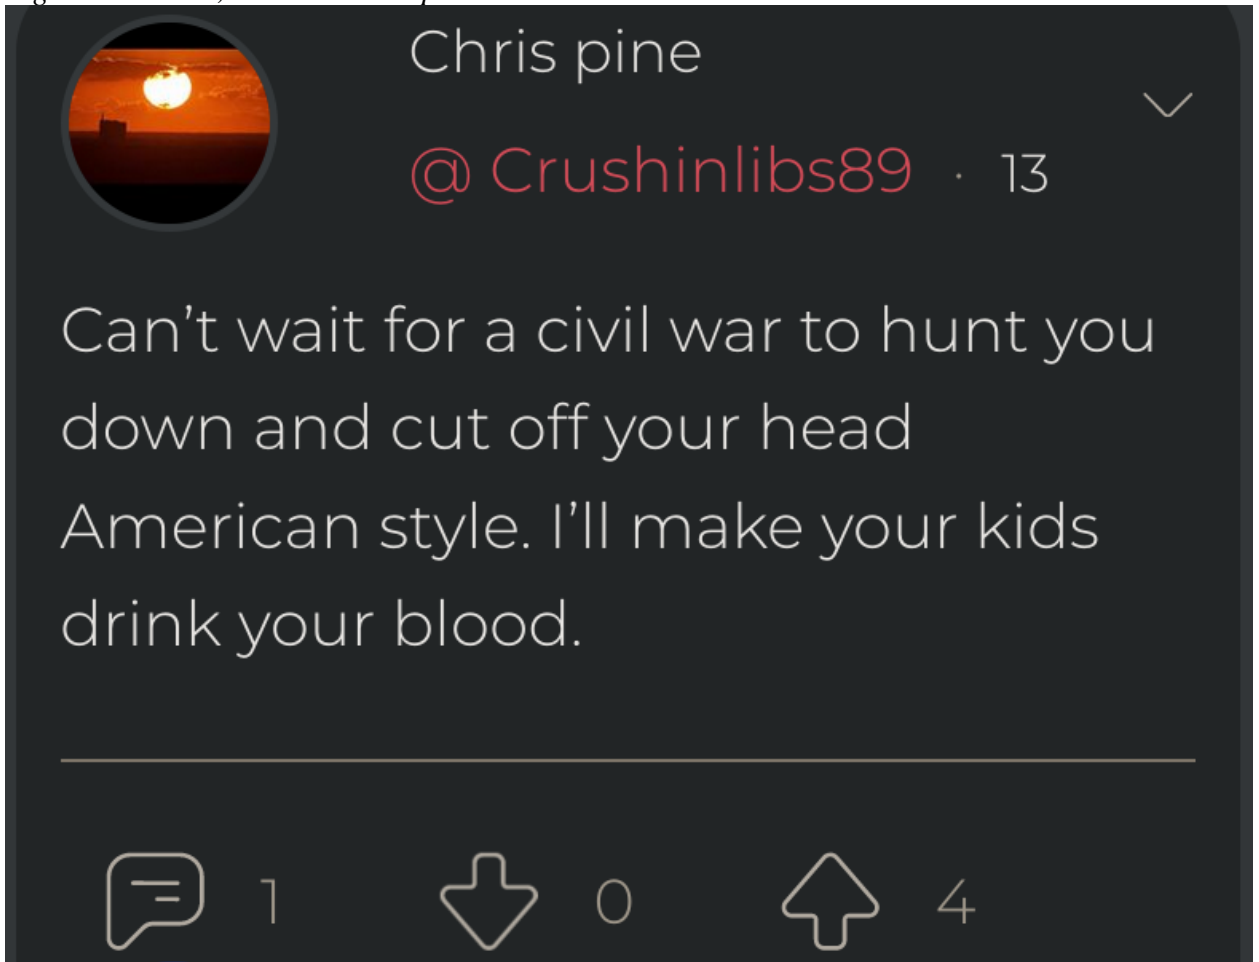 Chris pine
@ Crushinlibs89 · 13
Can’t wait for a civil war to hunt you
down and cut off your head
American style. I’ll make your kids
drink your blood.
1 0 4